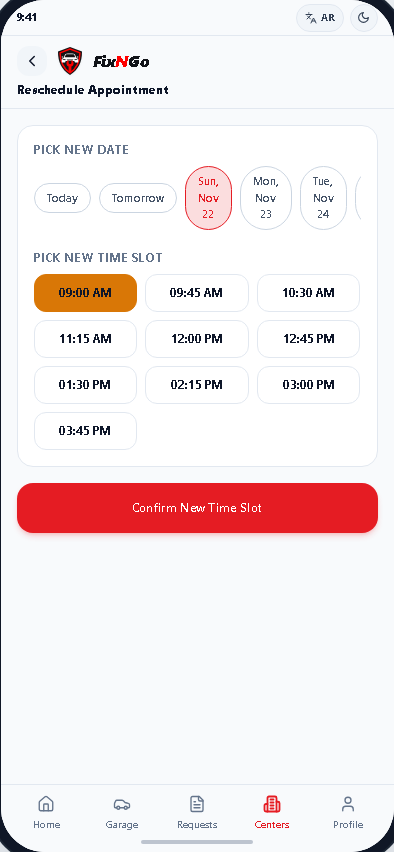 9:41
AR
FixNGo
Reschedule Appointment
PICK NEW DATE
Today
Tomorrow
Sun,
Nov
22
Mon,
Nov
23
Tue,
Nov
24
PICK NEW TIME SLOT
09:00 AM
09:45 AM
10:30 AM
11:15 AM
12:00 PM
12:45 PM
01:30 PM
02:15 PM
03:00 PM
03:45 PM
Confirm New Time Slot
Home
Garage
Requests
Centers
Profile